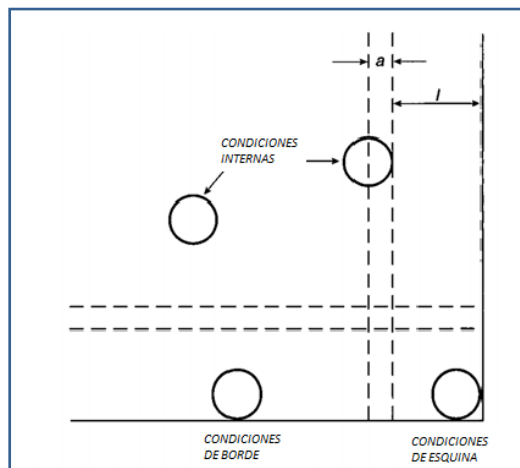 a
l
CONDICIONES
INTERNAS
CONDICIONES
DE BORDE
CONDICIONES
DE ESQUINA